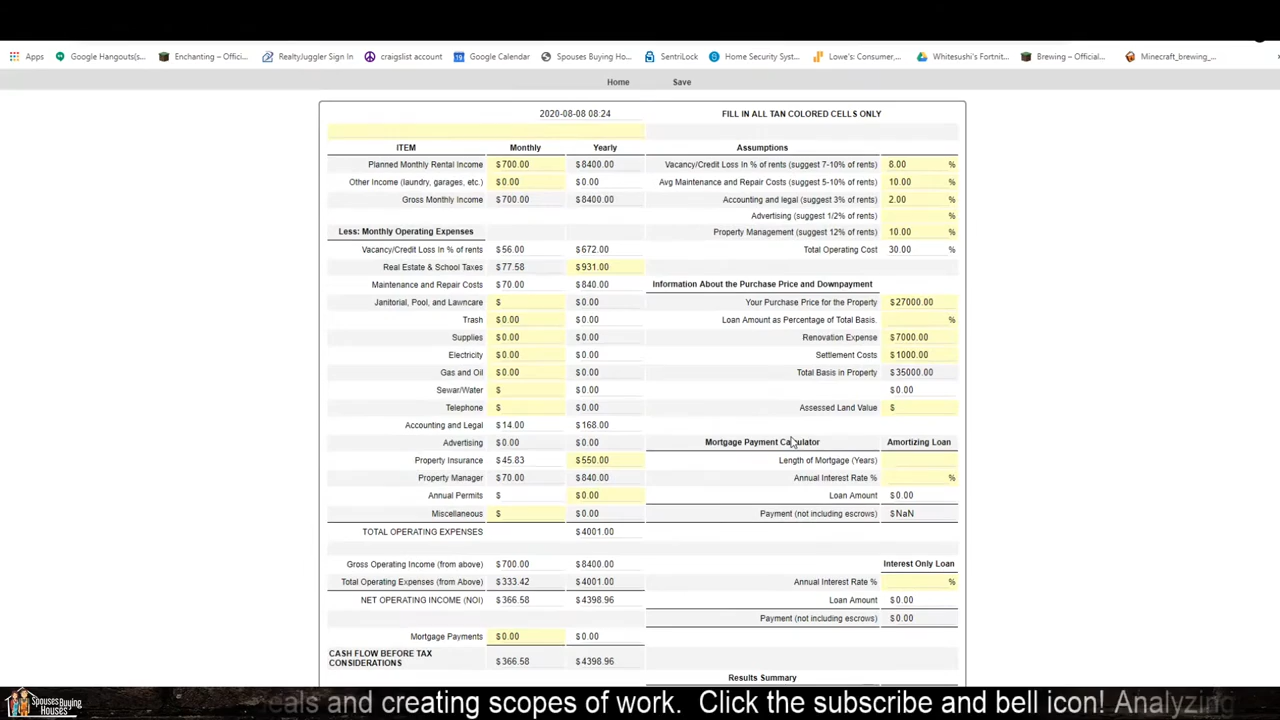 Apps Google Hangouts(s... Enchanting – Offici... RealtyJuggler Sign In craigslist account 19 Google Calendar Spouses Buying Ho... SentriLock Home Security Syst... Lowe's: Consumer,... Whitesushi's Fortnit... Brewing – Official... Minecraft_brewing_...
Home Save
2020-08-08 08:24 FILL IN ALL TAN COLORED CELLS ONLY
ITEM Monthly Yearly Assumptions
Planned Monthly Rental Income $700.00 $8400.00 Vacancy/Credit Loss In % of rents (suggest 7-10% of rents) 8.00 %
Other Income (laundry, garages, etc.) $0.00 $0.00 Avg Maintenance and Repair Costs (suggest 5-10% of rents) 10.00 %
Gross Monthly Income $700.00 $8400.00 Accounting and legal (suggest 3% of rents) 2.00 %
Advertising (suggest 1/2% of rents) %
Less: Monthly Operating Expenses Property Management (suggest 12% of rents) 10.00 %
Vacancy/Credit Loss In % of rents $56.00 $672.00 Total Operating Cost 30.00 %
Real Estate & School Taxes $77.58 $931.00
Maintenance and Repair Costs $70.00 $840.00 Information About the Purchase Price and Downpayment
Janitorial, Pool, and Lawncare $ $0.00 Your Purchase Price for the Property $27000.00
Trash $0.00 $0.00 Loan Amount as Percentage of Total Basis. %
Supplies $0.00 $0.00 Renovation Expense $7000.00
Electricity $0.00 $0.00 Settlement Costs $1000.00
Gas and Oil $0.00 $0.00 Total Basis in Property $35000.00
Sewar/Water $ $0.00 $0.00
Telephone $ $0.00 Assessed Land Value $
Accounting and Legal $14.00 $168.00
Advertising $0.00 $0.00 Mortgage Payment Calculator Amortizing Loan
Property Insurance $45.83 $550.00 Length of Mortgage (Years)
Property Manager $70.00 $840.00 Annual Interest Rate % %
Annual Permits $ $0.00 Loan Amount $0.00
Miscellaneous $ $0.00 Payment (not including escrows) $NaN
TOTAL OPERATING EXPENSES $4001.00
Gross Operating Income (from above) $700.00 $8400.00 Interest Only Loan
Total Operating Expenses (from Above) $333.42 $4001.00 Annual Interest Rate % %
NET OPERATING INCOME (NOI) $366.58 $4398.96 Loan Amount $0.00
Payment (not including escrows) $0.00
Mortgage Payments $0.00 $0.00
CASH FLOW BEFORE TAX
CONSIDERATIONS $366.58 $4398.96
Results Summary
Spouses Buying
Houses
eals and creating scopes of work. Click the subscribe and bell icon! Analyzing